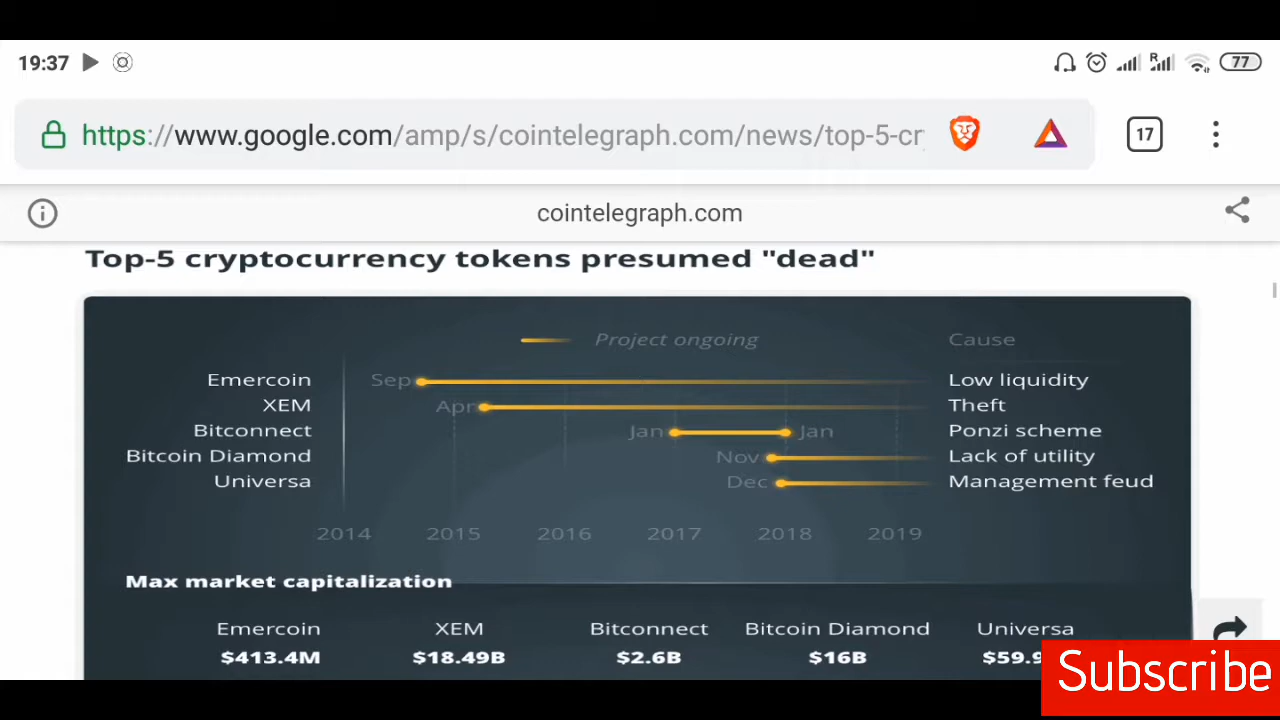 19:37 R 77
https://www.google.com/amp/s/cointelegraph.com/news/top-5-cr 17
cointelegraph.com
Top-5 cryptocurrency tokens presumed "dead"
Project ongoing Cause
Emercoin Sep Low liquidity
XEM Apr Theft
Bitconnect Jan Jan Ponzi scheme
Bitcoin Diamond Nov Lack of utility
Universa Dec Management feud
2014 2015 2016 2017 2018 2019
Max market capitalization
Emercoin XEM Bitconnect Bitcoin Diamond Universa
$413.4M $18.49B $2.6B $16B $59.9
Subscribe